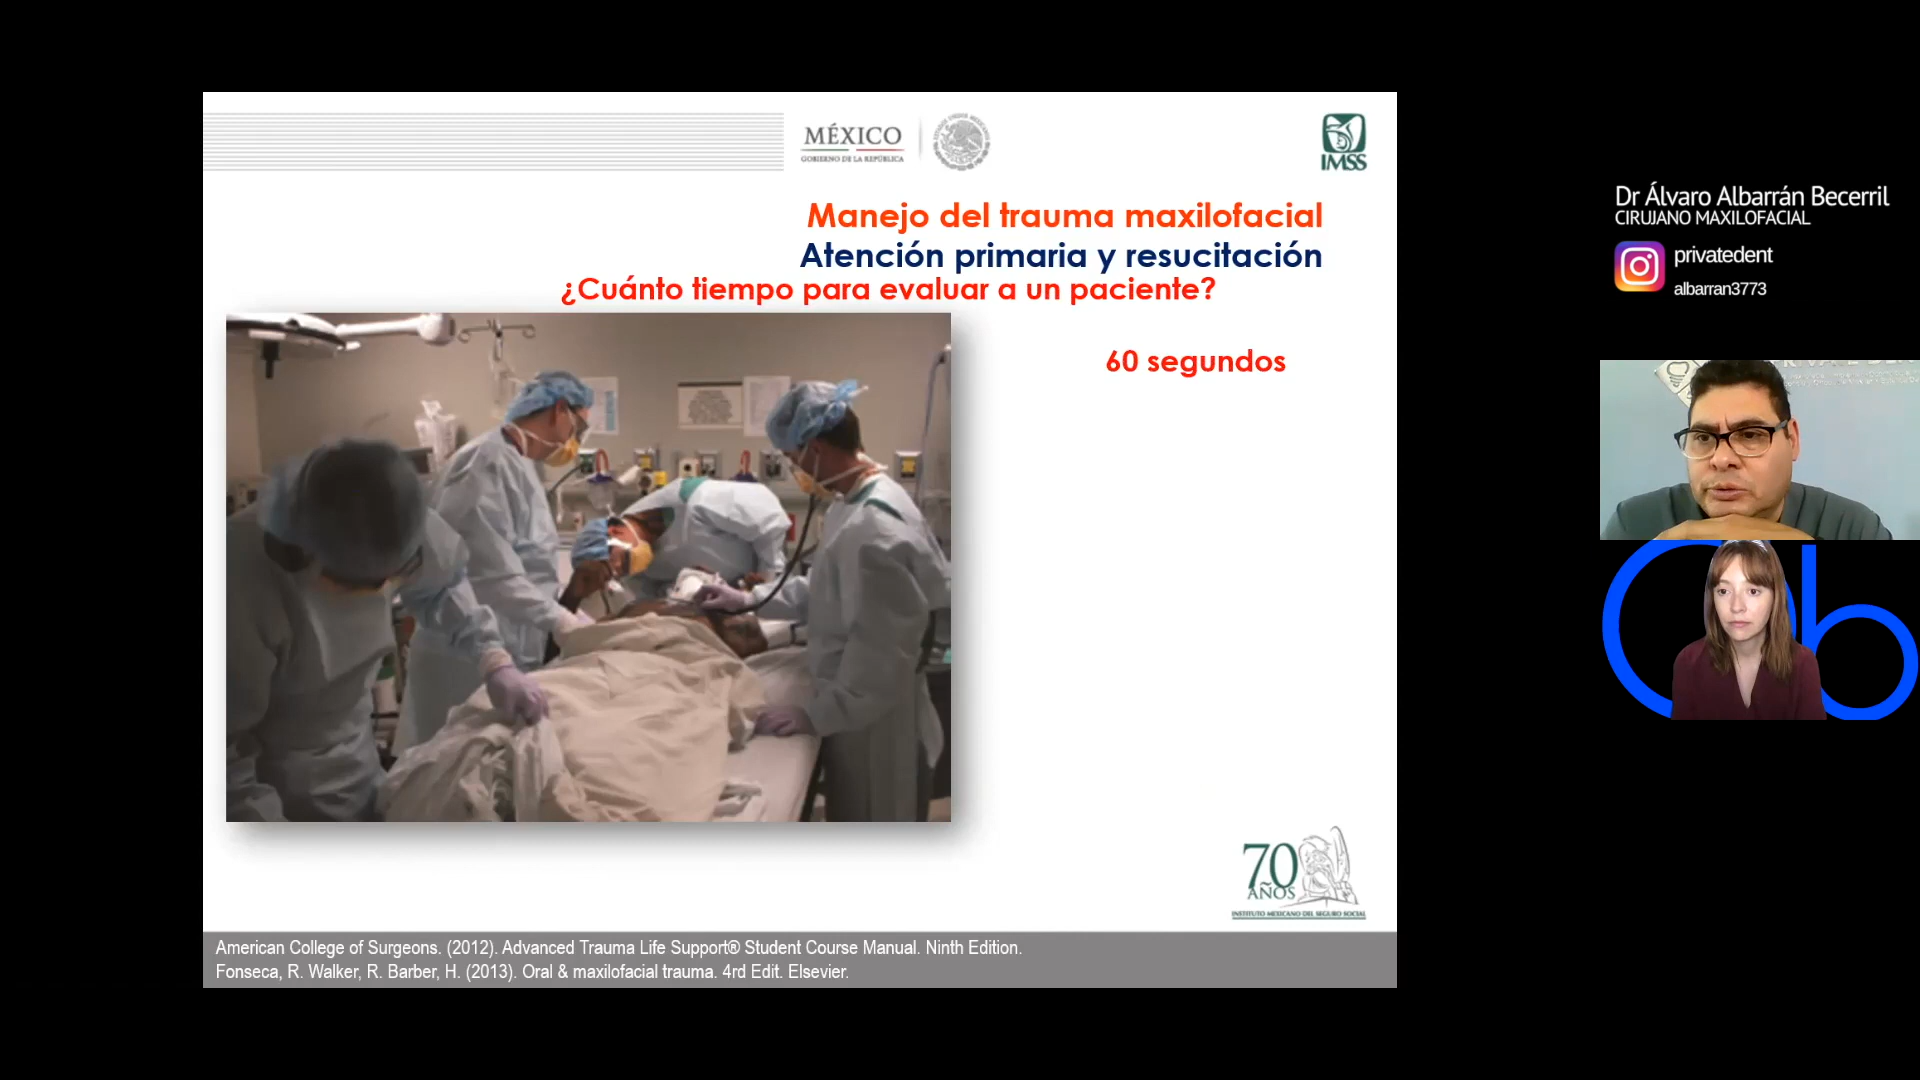 MÉXICO
GOBIERNO DE LA REPÚBLICA
IMSS
Manejo del trauma maxilofacial
Atención primaria y resucitación
¿Cuánto tiempo para evaluar a un paciente?
60 segundos
70
AÑOS
INSTITUTO MEXICANO DEL SEGURO SOCIAL
American College of Surgeons. (2012). Advanced Trauma Life Support® Student Course Manual. Ninth Edition.
Fonseca, R. Walker, R. Barber, H. (2013). Oral & maxilofacial trauma. 4rd Edit. Elsevier.
Dr Álvaro Albarrán Becerril
CIRUJANO MAXILOFACIAL
privatedent
albarran3773